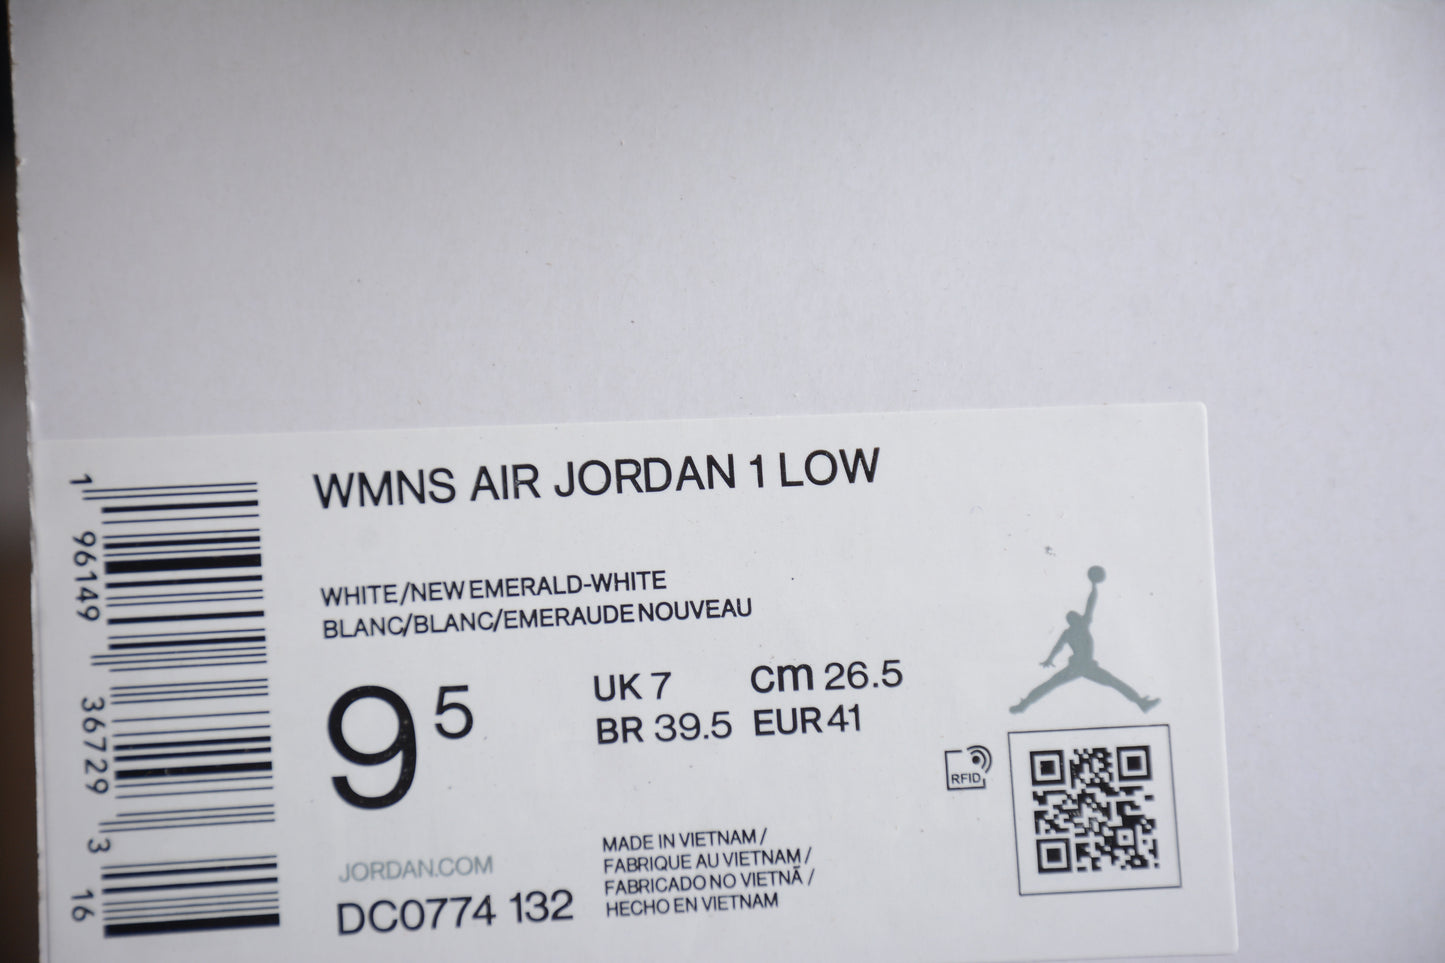 WMNS AIR JORDAN 1 LOW
WHITE/NEW EMERALD-WHITE
BLANC/BLANC/EMERAUDE NOUVEAU
9 5
UK 7 cm 26.5
BR 39.5 EUR 41
RFID
MADE IN VIETNAM /
FABRIQUE AU VIETNAM /
FABRICADO NO VIETNÃ /
HECHO EN VIETNAM
JORDAN.COM
DC0774 132
1 96149 36729 3 16